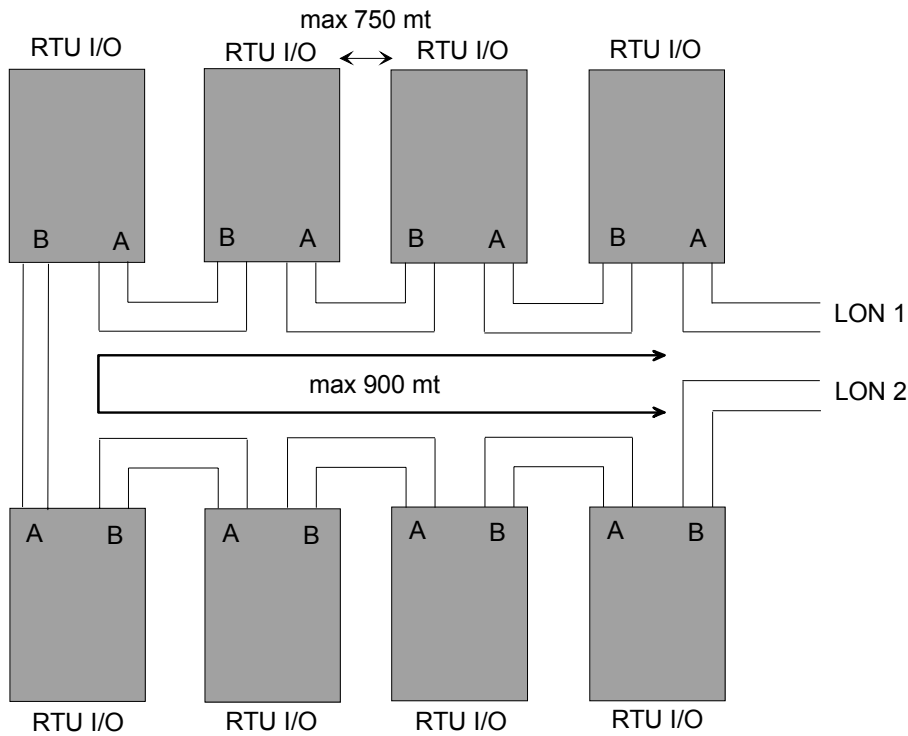 max 750 mt
RTU I/O RTU I/O RTU I/O RTU I/O
B A B A B A B A
LON 1
max 900 mt
LON 2
A B A B A B A B
RTU I/O RTU I/O RTU I/O RTU I/O